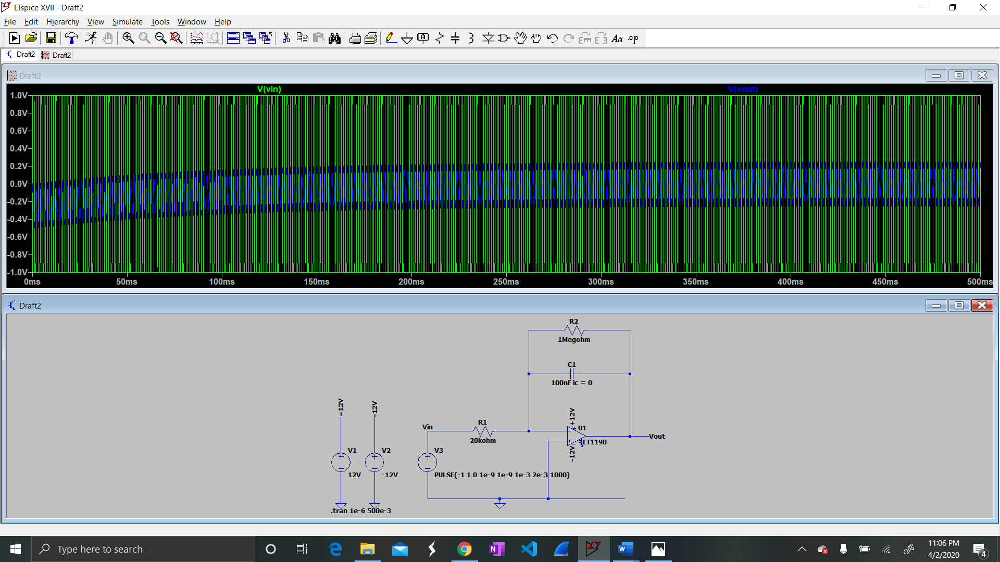 LTspice XVII - Draft2
File Edit Hierarchy View Simulate Tools Window Help
Draft2 Draft2
Draft2
V(vin) V(vout)
1.0V
0.8V
0.6V
0.4V
0.2V
0.0V
-0.2V
-0.4V
-0.6V
-0.8V
-1.0V
0ms 50ms 100ms 150ms 200ms 250ms 300ms 350ms 400ms 450ms 500ms
Draft2
R2
1Megohm
C1
100nF ic = 0
+12V
-12V
+12V
Vin
R1
U1
20kohm
Vout
LT1190
-12V
V1
V2
V3
12V
-12V
PULSE(-1 1 0 1e-9 1e-9 1e-3 2e-3 1000)
.tran 1e-6 500e-3
Type here to search
11:06 PM
4/2/2020
4